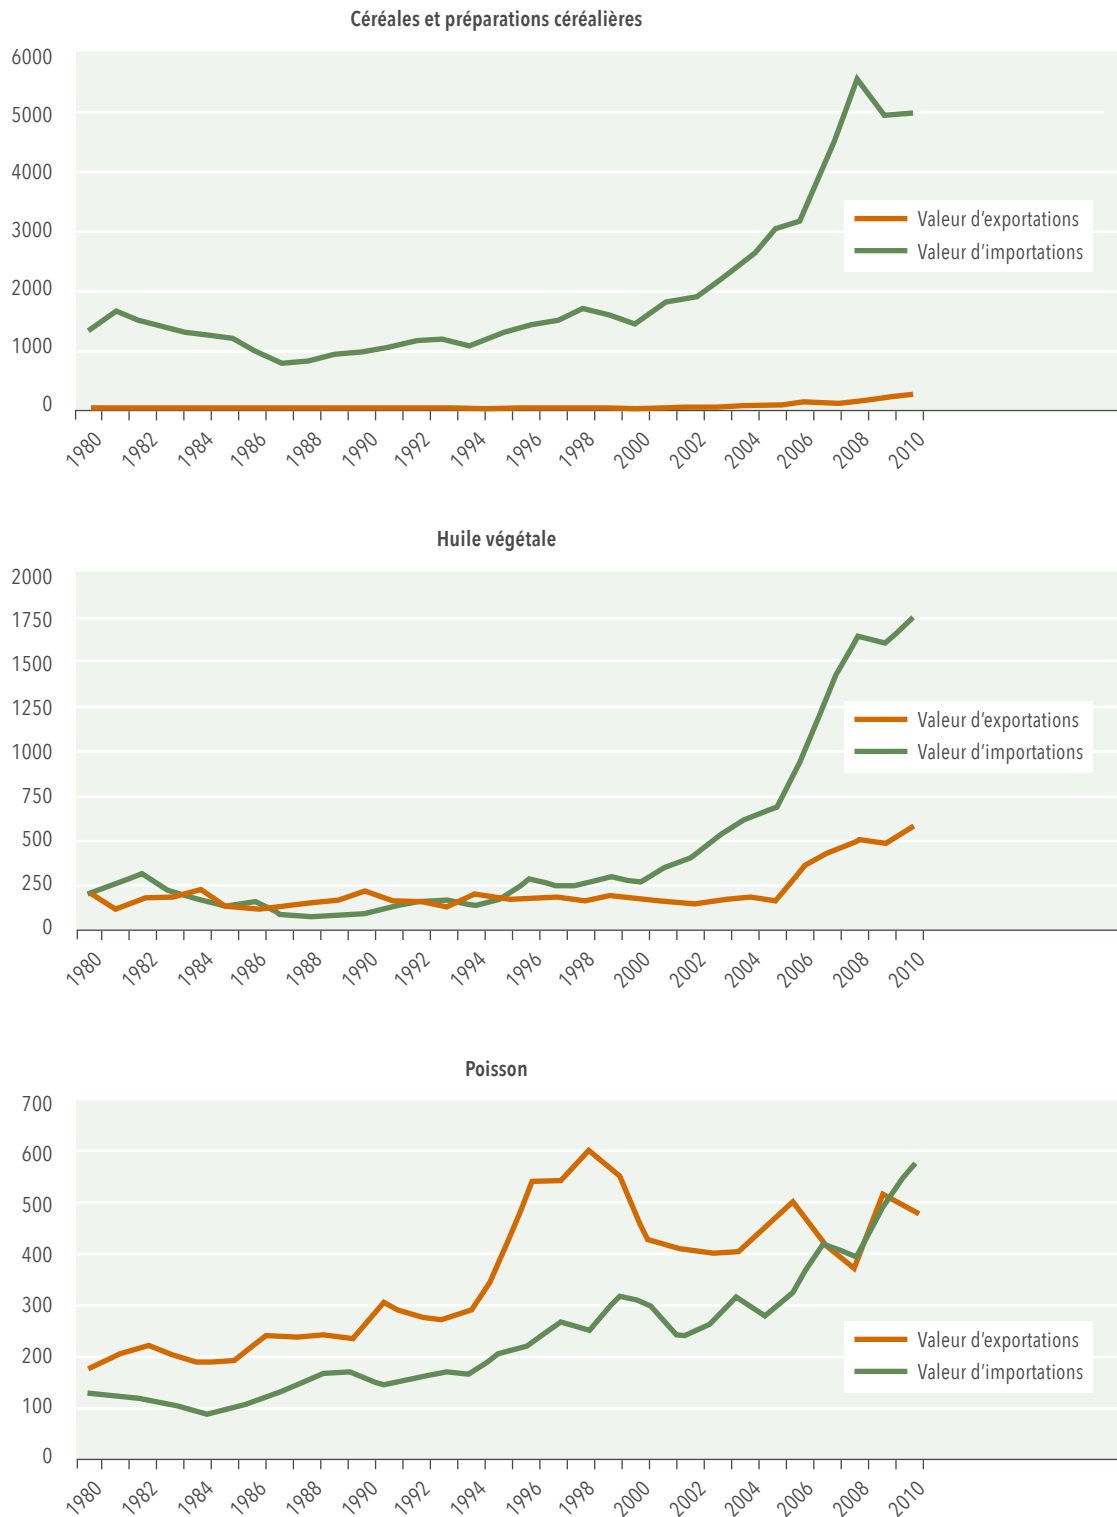 Céréales et préparations céréalières
6000
5000
4000
3000
2000
1000
0
Valeur d'exportations
Valeur d'importations
1980 1982 1984 1986 1988 1990 1992 1994 1996 1998 2000 2002 2004 2006 2008 2010
Huile végétale
2000
1750
1500
1250
1000
750
500
250
0
Valeur d'exportations
Valeur d'importations
1980 1982 1984 1986 1988 1990 1992 1994 1996 1998 2000 2002 2004 2006 2008 2010
Poisson
700
600
500
400
300
200
100
0
Valeur d'exportations
Valeur d'importations
1980 1982 1984 1986 1988 1990 1992 1994 1996 1998 2000 2002 2004 2006 2008 2010